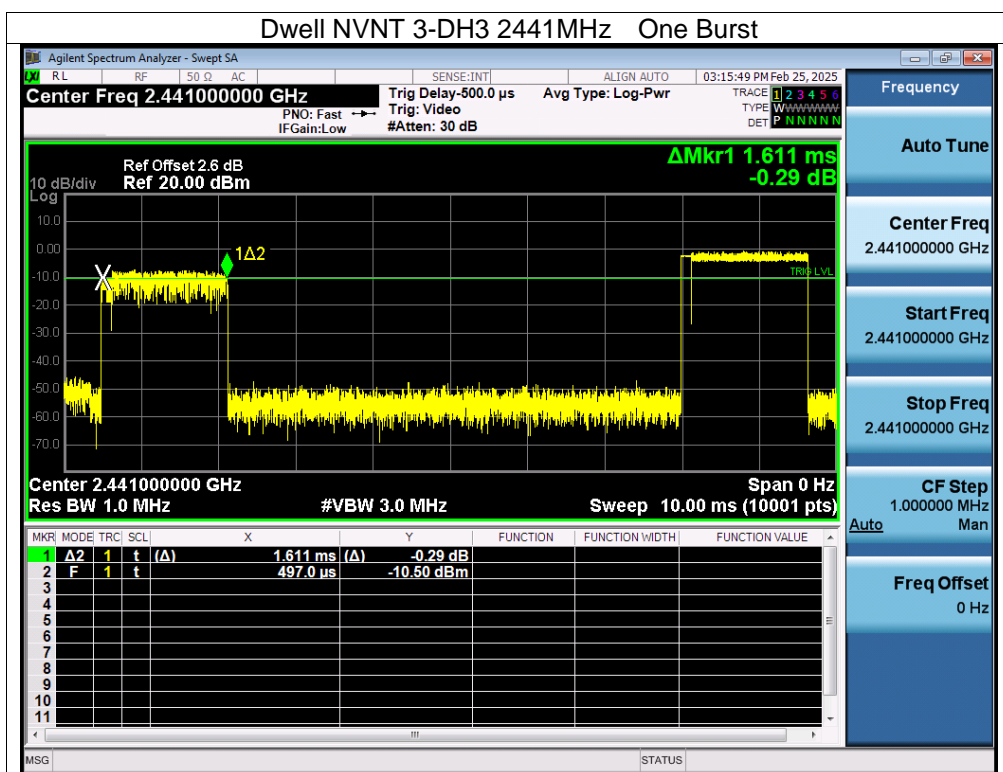 Dwell NVNT 3-DH3 2441MHz One Burst
Agilent Spectrum Analyzer - Swept SA
LXI RL RF 50 Ω AC SENSE:INT ALIGN AUTO 03:15:49 PM Feb 25, 2025
Center Freq 2.441000000 GHz
PNO: Fast
IFGain:Low
Trig Delay-500.0 µs
Trig: Video
#Atten: 30 dB
Avg Type: Log-Pwr
TRACE 1 2 3 4 5 6
TYPE WWWWWW
DET P N N N N N
ΔMkr1 1.611 ms
-0.29 dB
Ref Offset 2.6 dB
10 dB/div Ref 20.00 dBm
Log
10.0
0.00
-10.0
-20.0
-30.0
-40.0
-50.0
-60.0
-70.0
X
1Δ2
TRIG LVL
Center 2.441000000 GHz Span 0 Hz
Res BW 1.0 MHz #VBW 3.0 MHz Sweep 10.00 ms (10001 pts)
MKR MODE TRC SCL X Y FUNCTION FUNCTION WIDTH FUNCTION VALUE
1 Δ2 1 t (Δ) 1.611 ms (Δ) -0.29 dB
2 F 1 t 497.0 µs -10.50 dBm
3
4
5
6
7
8
9
10
11
MSG STATUS
Frequency
Auto Tune
Center Freq
2.441000000 GHz
Start Freq
2.441000000 GHz
Stop Freq
2.441000000 GHz
CF Step
1.000000 MHz
Auto Man
Freq Offset
0 Hz